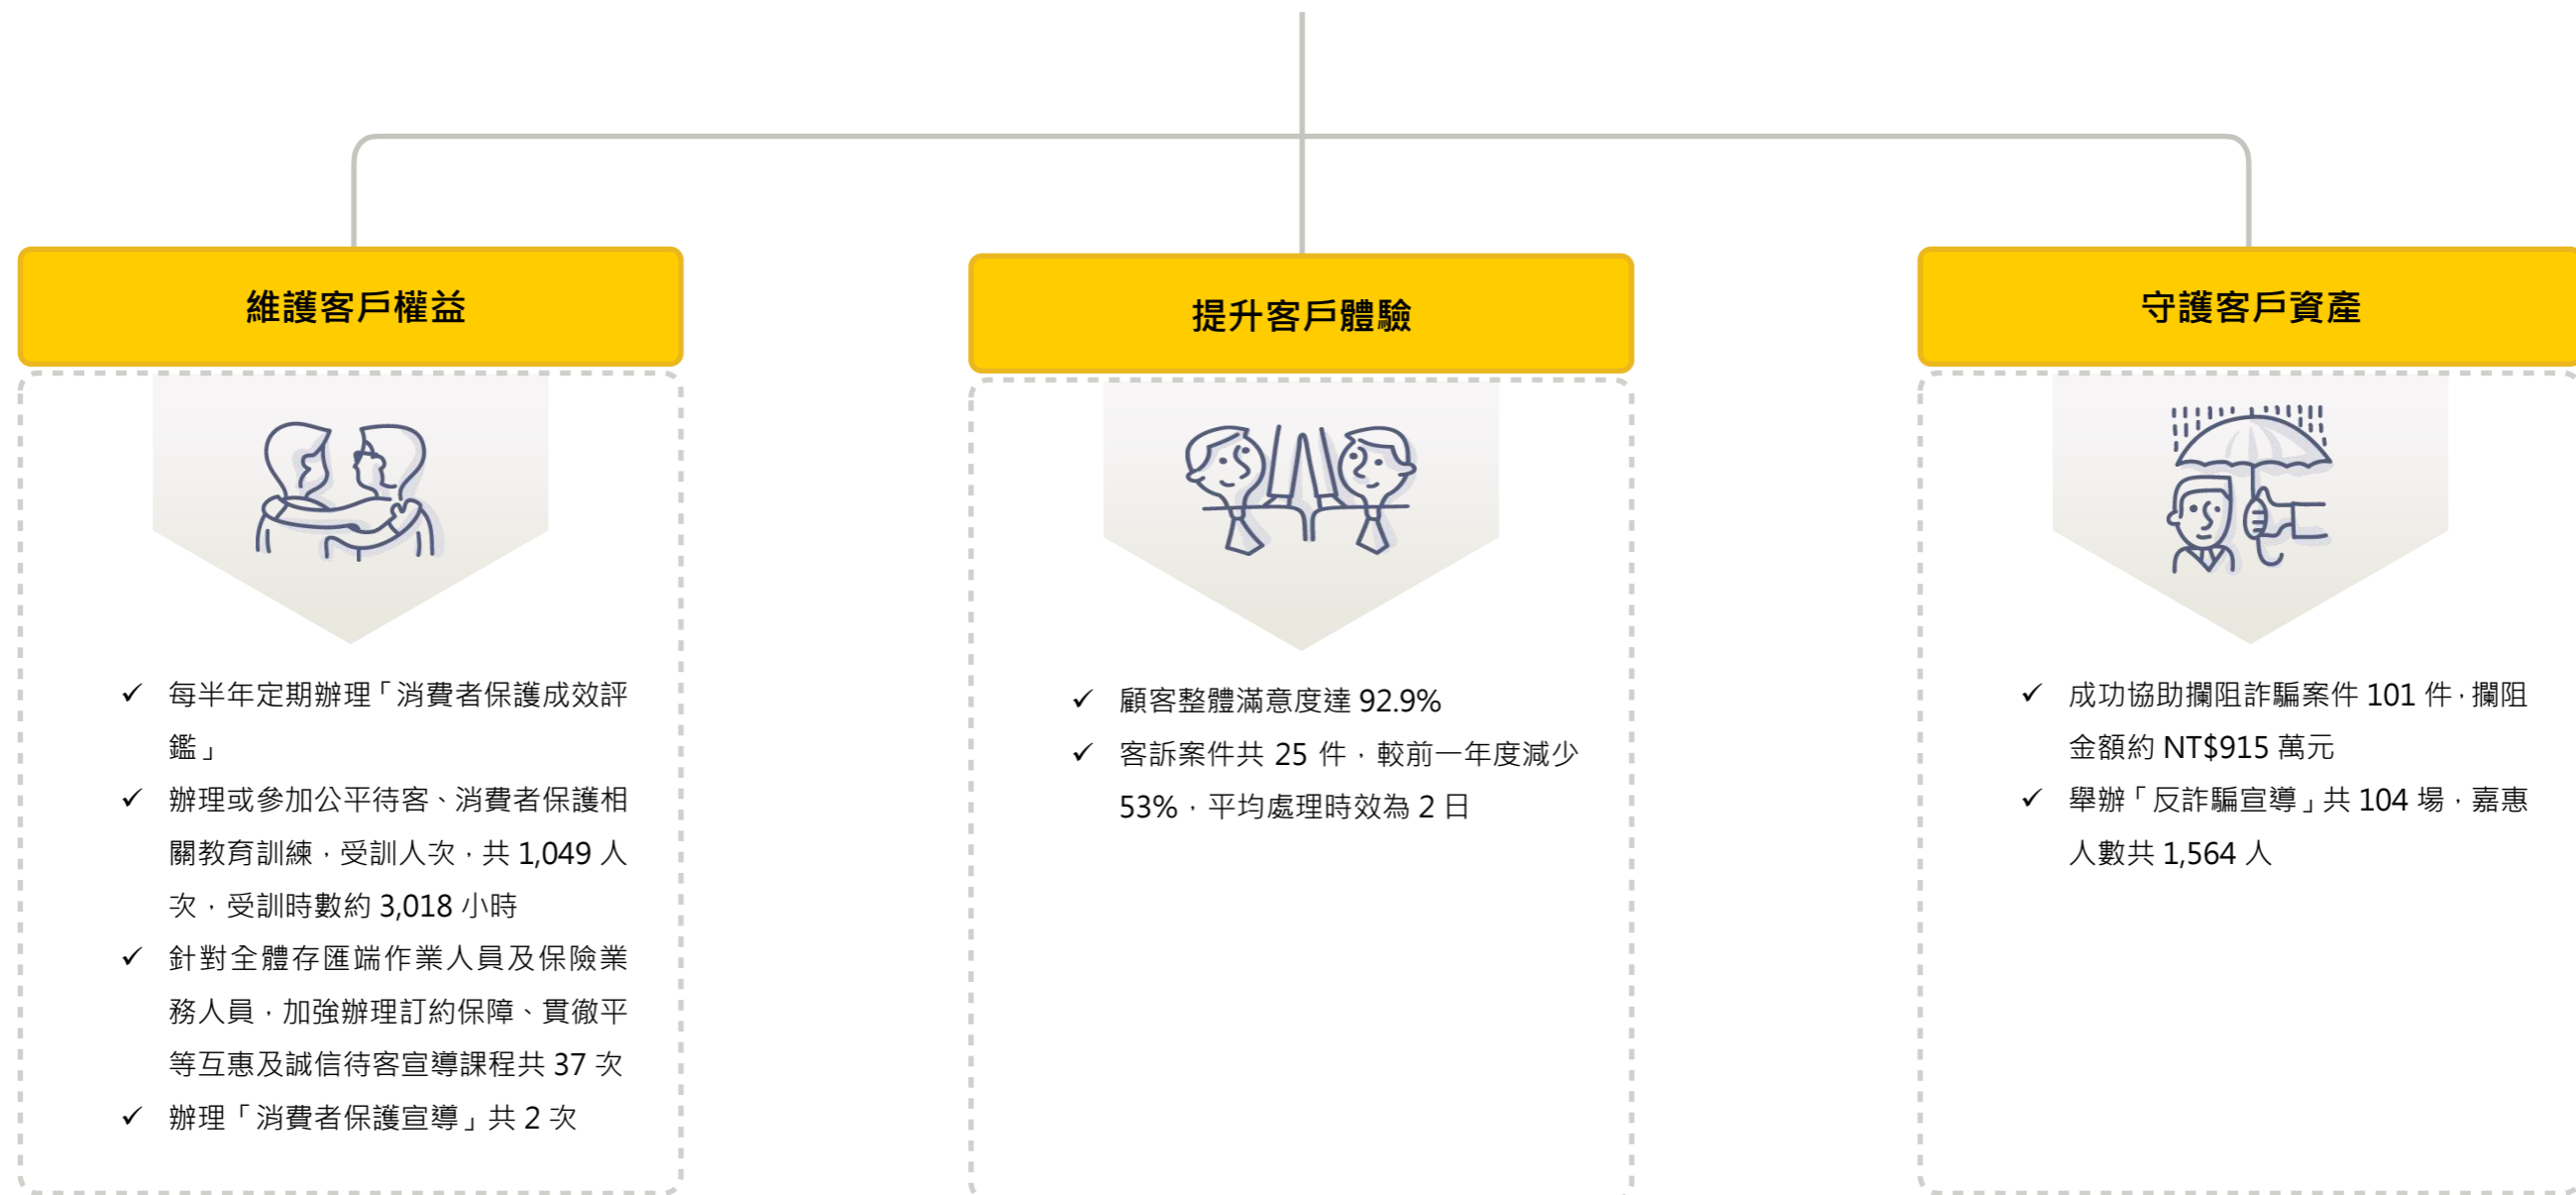 維護客戶權益
✓ 每半年定期辦理「消費者保護成效評
鑑」
✓ 辦理或參加公平待客、消費者保護相
關教育訓練，受訓人次，共 1,049 人
次，受訓時數約 3,018 小時
✓ 針對全體存匯端作業人員及保險業
務人員，加強辦理訂約保障、貫徹平
等互惠及誠信待客宣導課程共 37 次
✓ 辦理「消費者保護宣導」共 2 次
提升客戶體驗
✓ 顧客整體滿意度達 92.9%
✓ 客訴案件共 25 件，較前一年度減少
53%，平均處理時效為 2 日
守護客戶資產
✓ 成功協助攔阻詐騙案件 101 件，攔阻
金額約 NT$915 萬元
✓ 舉辦「反詐騙宣導」共 104 場，嘉惠
人數共 1,564 人